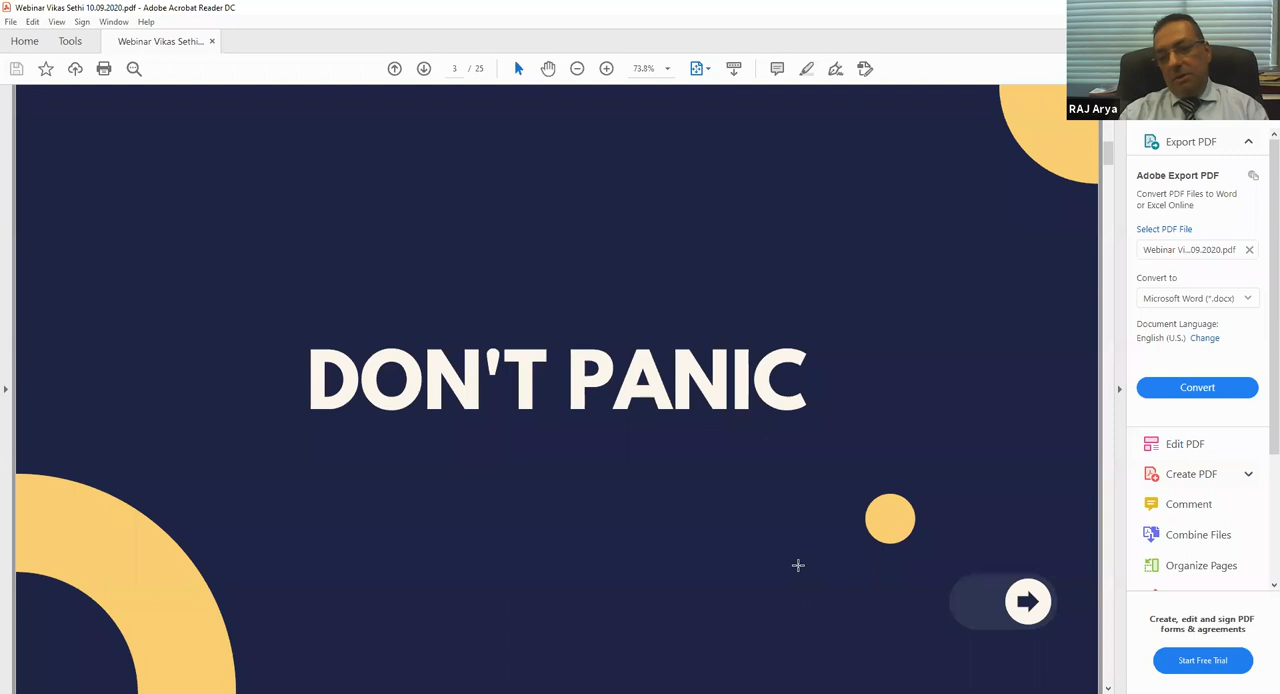 Webinar Vikas Sethi 10.09.2020.pdf - Adobe Acrobat Reader DC
File Edit View Sign Window Help
Home Tools Webinar Vikas Sethi... ×
3 / 25 73.8%
RAJ Arya
DON'T PANIC
Export PDF
Adobe Export PDF
Convert PDF Files to Word
or Excel Online
Select PDF File
Webinar Vi...09.2020.pdf
Convert to
Microsoft Word (*.docx)
Document Language:
English (U.S.) Change
Convert
Edit PDF
Create PDF
Comment
Combine Files
Organize Pages
Create, edit and sign PDF
forms & agreements
Start Free Trial